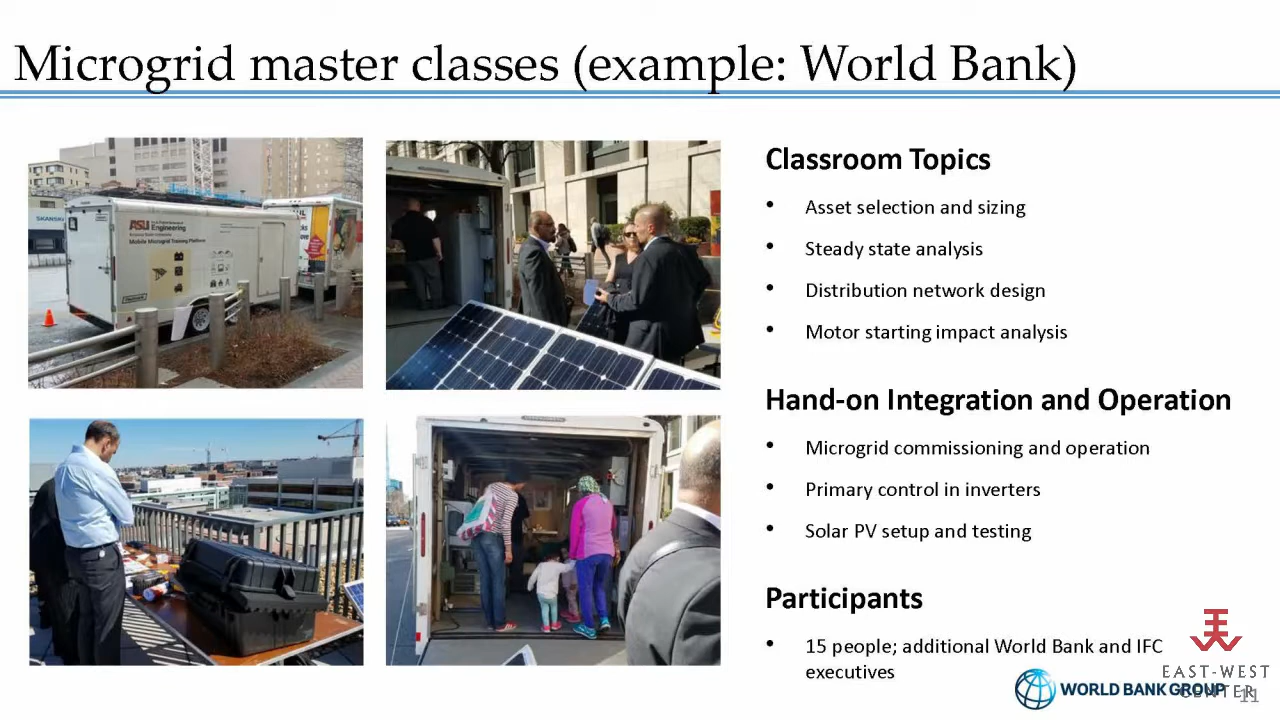 Microgrid master classes (example: World Bank)
SKANSKA
ASU Engineering
Mobile Microgrid Training Platform
Classroom Topics
• Asset selection and sizing
• Steady state analysis
• Distribution network design
• Motor starting impact analysis
Hand-on Integration and Operation
• Microgrid commissioning and operation
• Primary control in inverters
• Solar PV setup and testing
Participants
• 15 people; additional World Bank and IFC
executives
EAST-WEST
CENTER
WORLD BANK GROUP
11